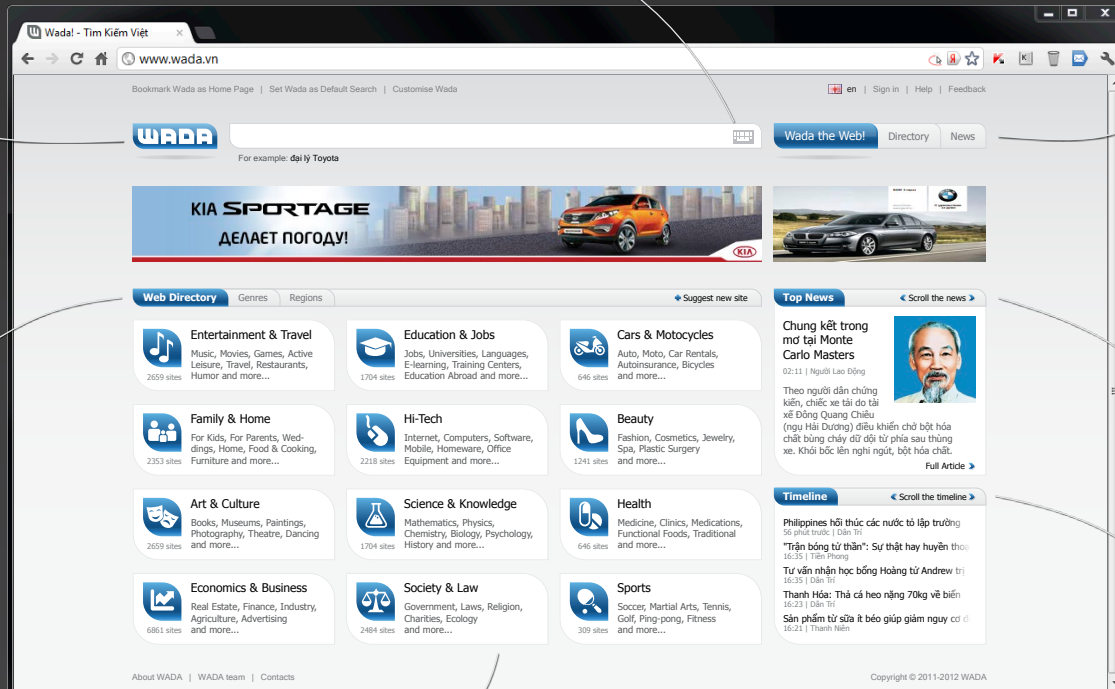 Wada! - Tìm Kiếm Việt
www.wada.vn
Bookmark Wada as Home Page | Set Wada as Default Search | Customise Wada
en | Sign in | Help | Feedback
WADA
Wada the Web! Directory News
For example: đại lý Toyota
KIA SPORTAGE
ДЕЛАЕТ ПОГОДУ!
KIA
Web Directory Genres Regions
Suggest new site
Entertainment & Travel
Music, Movies, Games, Active
Leisure, Travel, Restaurants,
Humor and more...
2659 sites
Education & Jobs
Jobs, Universities, Languages,
E-learning, Training Centers,
Education Abroad and more...
1704 sites
Cars & Motocycles
Auto, Moto, Car Rentals,
Autoinsurance, Bicycles
and more...
646 sites
Family & Home
For Kids, For Parents, Wed-
dings, Home, Food & Cooking,
Furniture and more...
2353 sites
Hi-Tech
Internet, Computers, Software,
Mobile, Homeware, Office
Equipment and more...
2218 sites
Beauty
Fashion, Cosmetics, Jewelry,
Spa, Plastic Surgery
and more...
1241 sites
Art & Culture
Books, Museums, Paintings,
Photography, Theatre, Dancing
and more...
2659 sites
Science & Knowledge
Mathematics, Physics,
Chemistry, Biology, Psychology,
History and more...
1704 sites
Health
Medicine, Clinics, Medications,
Functional Foods, Traditional
and more...
646 sites
Economics & Business
Real Estate, Finance, Industry,
Agriculture, Advertising
and more...
6861 sites
Society & Law
Government, Laws, Religion,
Charities, Ecology
and more...
2484 sites
Sports
Soccer, Martial Arts, Tennis,
Golf, Ping-pong, Fitness
and more...
309 sites
Top News
Scroll the news
Chung kết trong
mơ tại Monte
Carlo Masters
02:11 | Người Lao Động
Theo người dân chứng
kiến, chiếc xe tải do tài
xế Đông Quang Chiêu
(ngụ Hải Dương) điều khiển chở bột hóa
chất bùng cháy dữ dội từ phía sau thùng
xe. Khói bốc lên nghi ngút, bột hóa chất.
Full Article
Timeline
Scroll the timeline
Philippines hối thúc các nước tỏ lập trường
56 phút trước | Dân Trí
"Trận bóng tử thần": Sự thật hay huyền thoạ
16:35 | Tiền Phong
Tư vấn nhận học bổng Hoàng tử Andrew trị
16:35 | Dân Trí
Thanh Hóa: Thả cá heo nặng 70kg về biển
16:23 | Dân Trí
Sản phẩm từ sữa ít béo giúp giảm nguy cơ đ
16:21 | Thanh Niên
About WADA | WADA team | Contacts
Copyright © 2011-2012 WADA